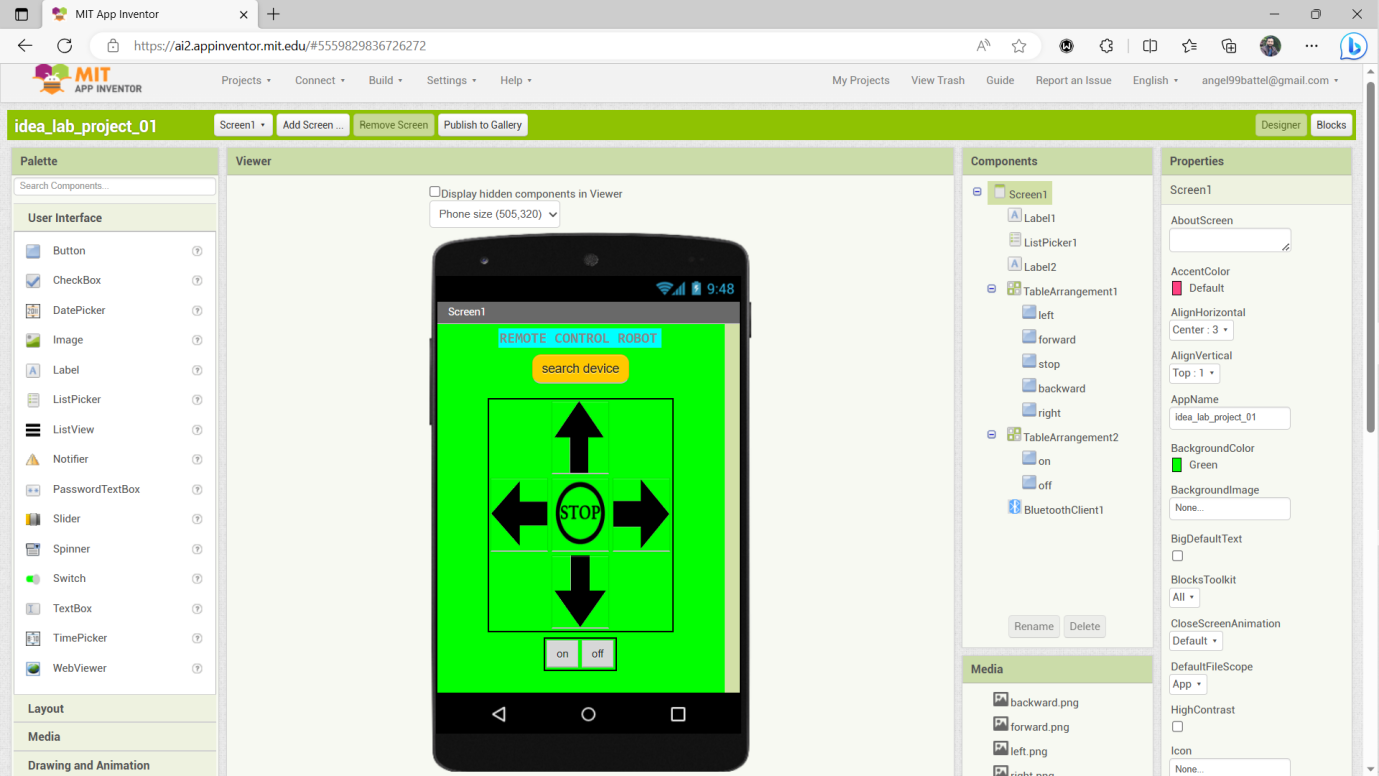 MIT App Inventor
https://ai2.appinventor.mit.edu/#5559829836726272
MIT
APP INVENTOR
Projects
Connect
Build
Settings
Help
My Projects
View Trash
Guide
Report an Issue
English
angel99battel@gmail.com
idea_lab_project_01
Screen1
Add Screen ...
Remove Screen
Publish to Gallery
Designer
Blocks
Palette
Search Components...
User Interface
Button
CheckBox
DatePicker
Image
Label
ListPicker
ListView
Notifier
PasswordTextBox
Slider
Spinner
Switch
TextBox
TimePicker
WebViewer
Layout
Media
Drawing and Animation
Viewer
Display hidden components in Viewer
Phone size (505,320)
9:48
Screen1
REMOTE CONTROL ROBOT
search device
STOP
on
off
Components
Screen1
Label1
ListPicker1
Label2
TableArrangement1
left
forward
stop
backward
right
TableArrangement2
on
off
BluetoothClient1
Rename
Delete
Media
backward.png
forward.png
left.png
right.png
Properties
Screen1
AboutScreen
AccentColor
Default
AlignHorizontal
Center : 3
AlignVertical
Top : 1
AppName
idea_lab_project_01
BackgroundColor
Green
BackgroundImage
None...
BigDefaultText
BlocksToolkit
All
CloseScreenAnimation
Default
DefaultFileScope
App
HighContrast
Icon
None...